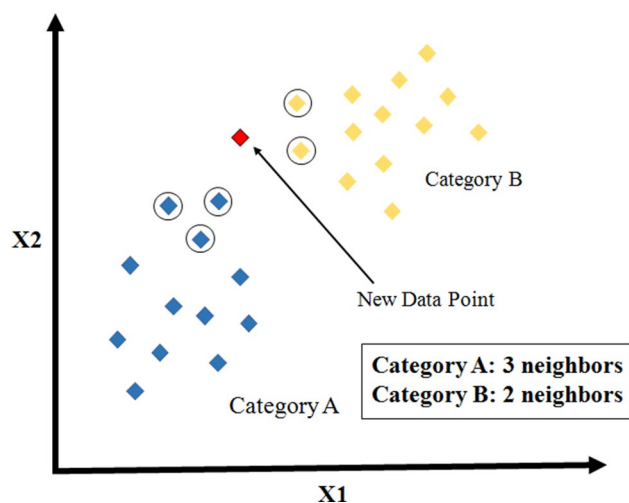 Category B
X2
New Data Point
Category A: 3 neighbors
Category B: 2 neighbors
Category A
X1